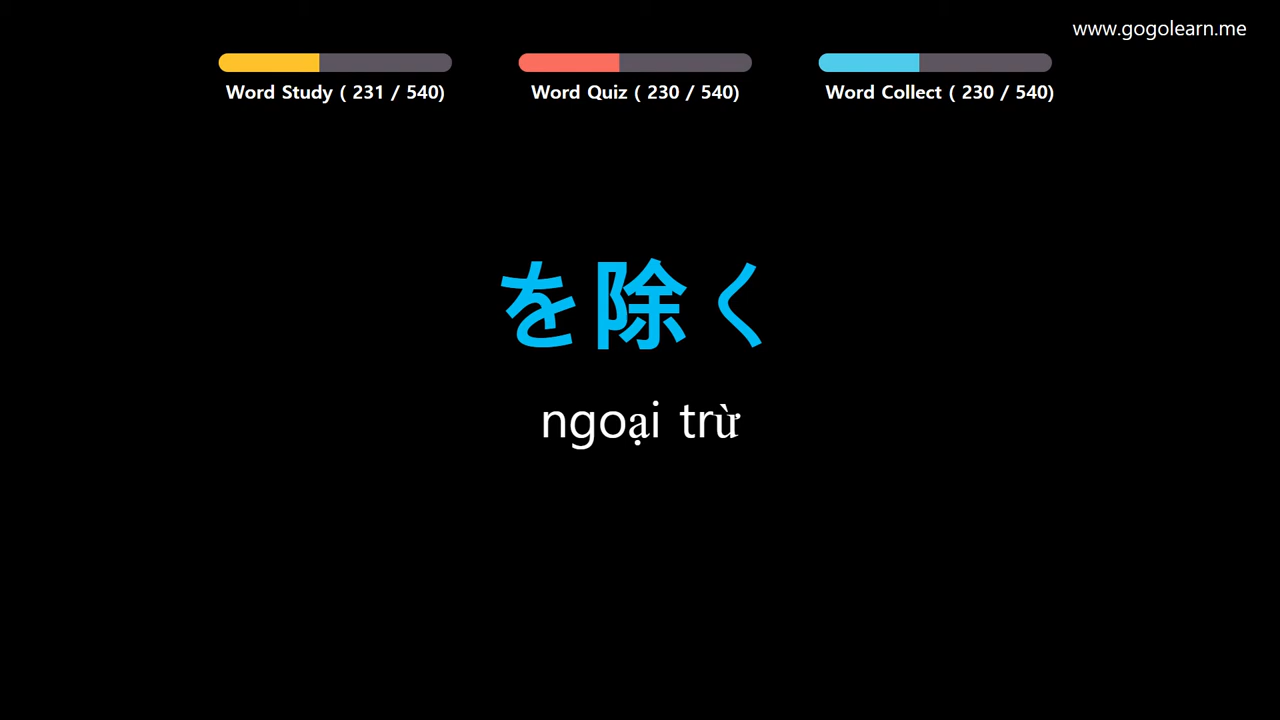 www.gogolearn.me
Word Study ( 231 / 540)
Word Quiz ( 230 / 540)
Word Collect ( 230 / 540)
を除く
ngoại trừ